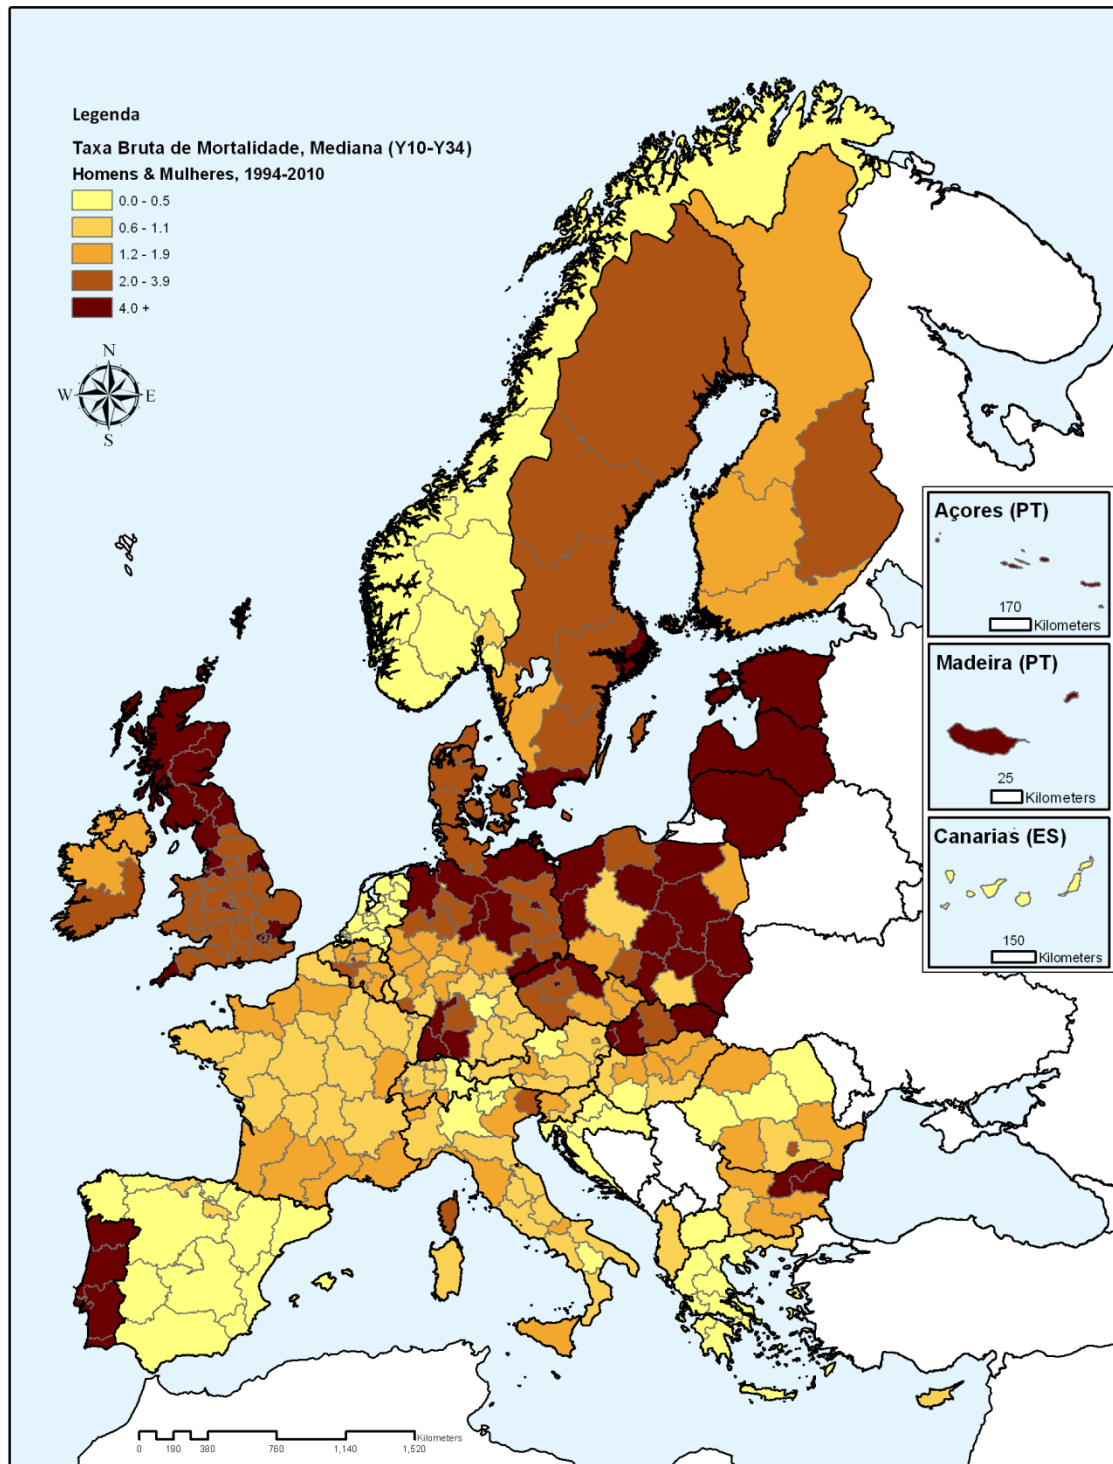 Legenda
Taxa Bruta de Mortalidade, Mediana (Y10-Y34)
Homens & Mulheres, 1994-2010
0.0 - 0.5
0.6 - 1.1
1.2 - 1.9
2.0 - 3.9
4.0 +
N
W E
S
Açores (PT)
170
Kilometers
Madeira (PT)
25
Kilometers
Canarias (ES)
150
Kilometers
Kilometers
0 190 380 760 1,140 1,520